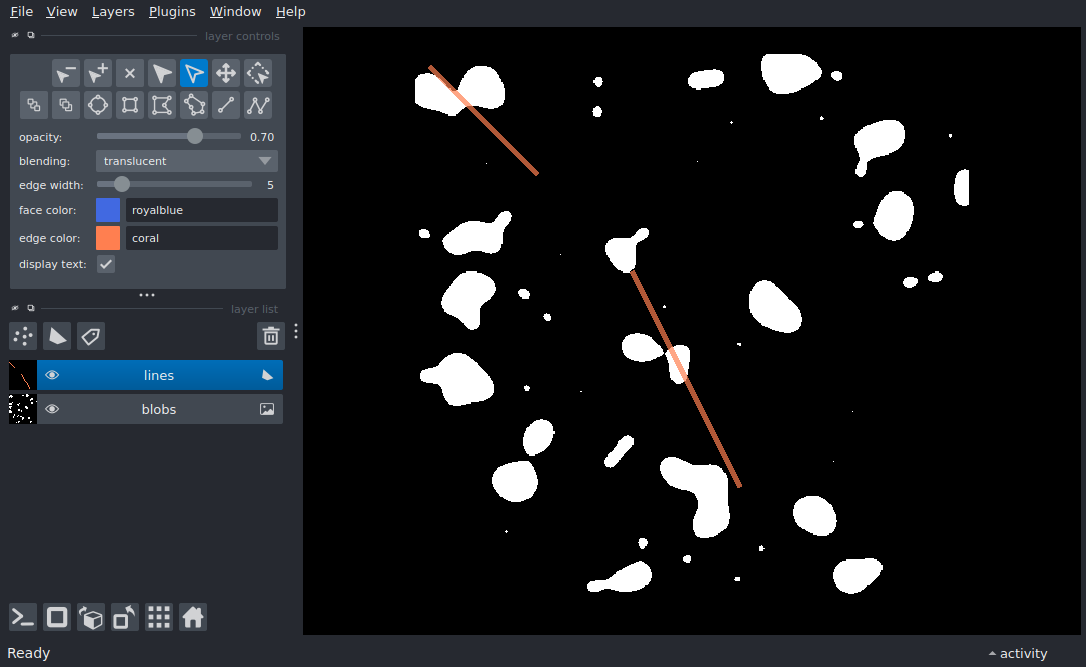 File View Layers Plugins Window Help
layer controls
opacity: 0.70
blending: translucent
edge width: 5
face color: royalblue
edge color: coral
display text:
layer list
lines
blobs
Ready
activity